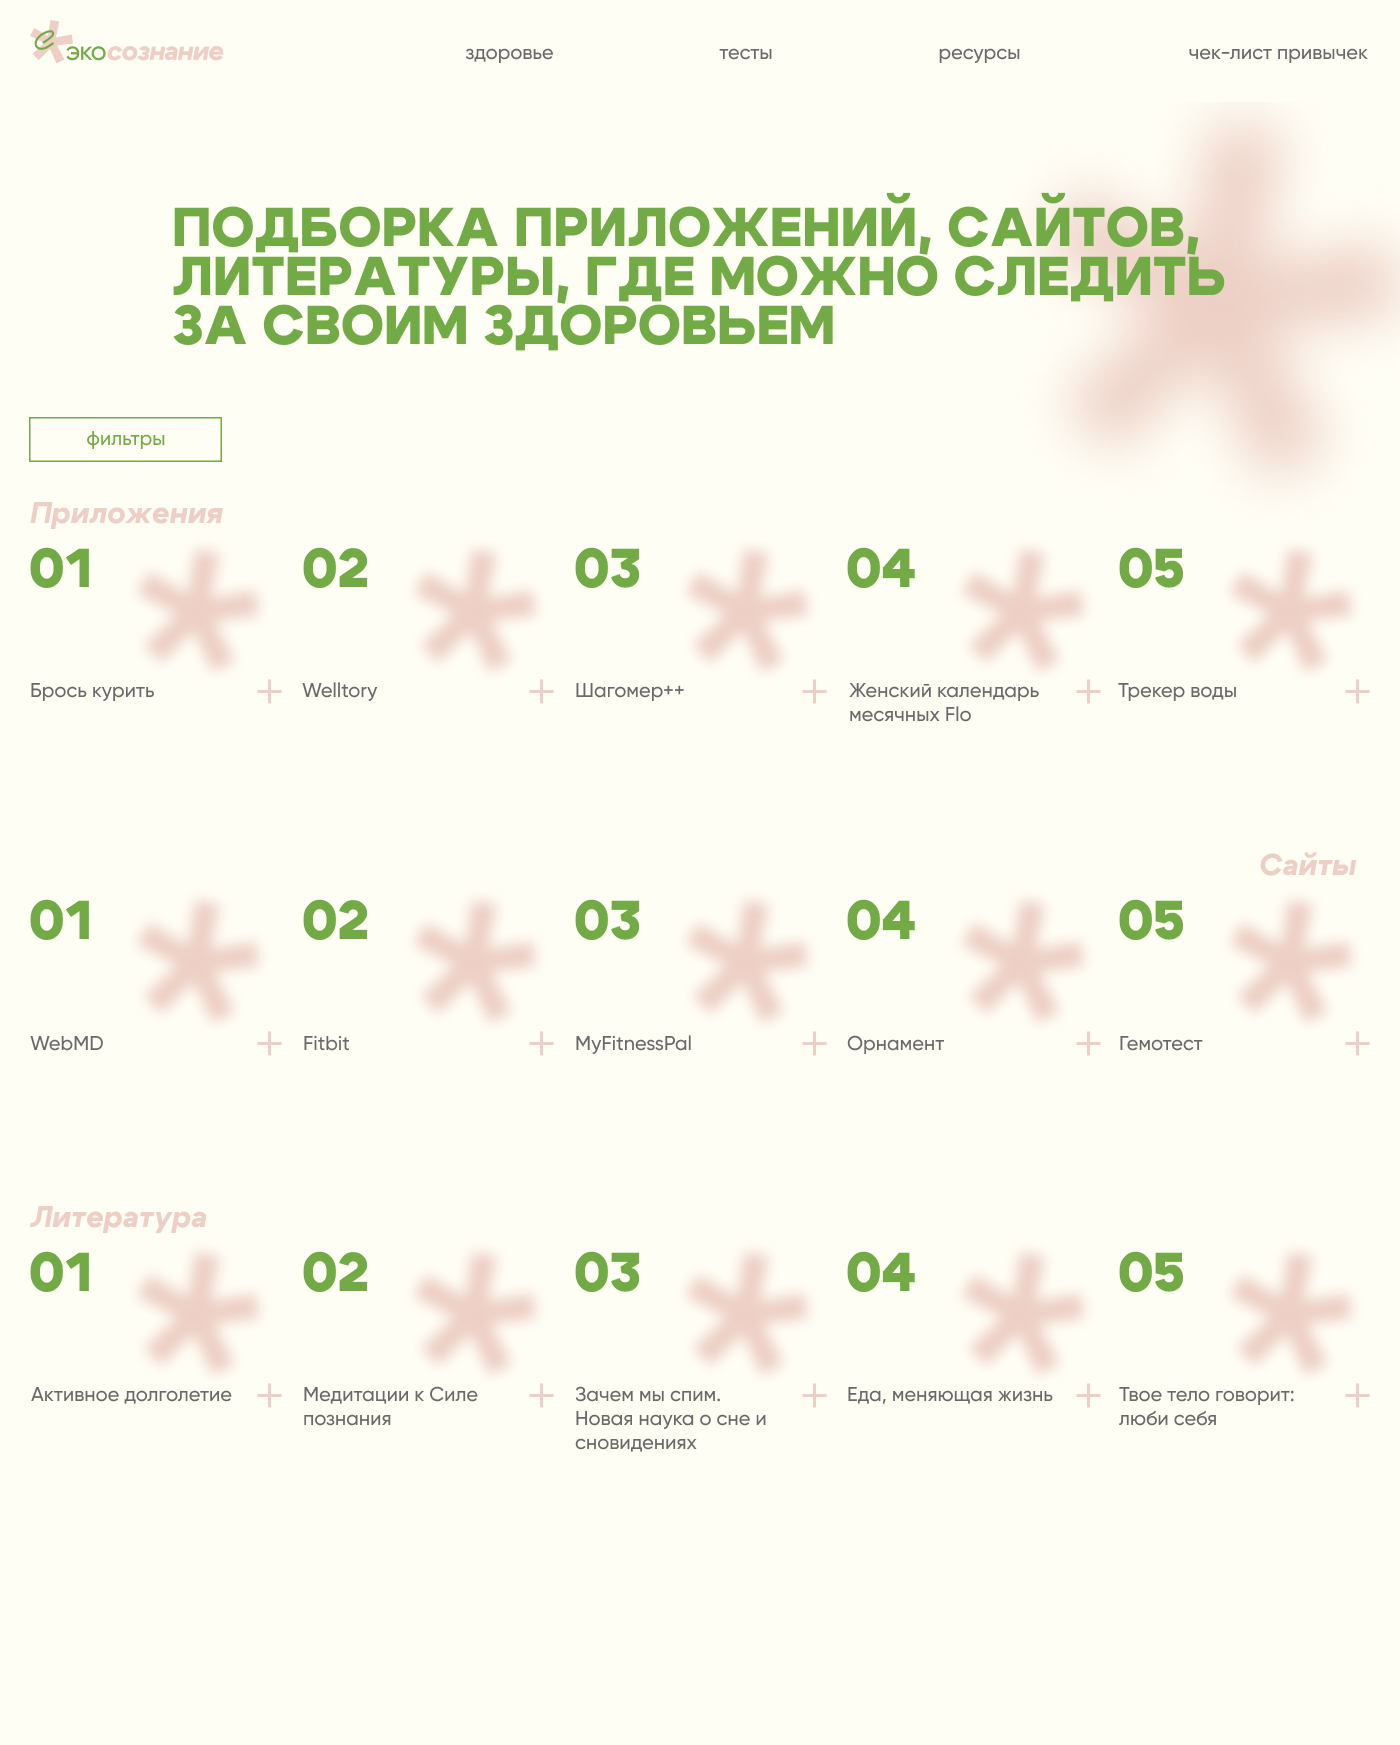 экосознание
здоровье
тесты
ресурсы
чек-лист привычек
ПОДБОРКА ПРИЛОЖЕНИЙ, САЙТОВ,
ЛИТЕРАТУРЫ, ГДЕ МОЖНО СЛЕДИТЬ
ЗА СВОИМ ЗДОРОВЬЕМ
фильтры
Приложения
01
02
03
04
05
Брось курить
Welltory
Шагомер++
Женский календарь
месячных Flo
Трекер воды
Сайты
01
02
03
04
05
WebMD
Fitbit
MyFitnessPal
Орнамент
Гемотест
Литература
01
02
03
04
05
Активное долголетие
Медитации к Силе
познания
Зачем мы спим.
Новая наука о сне и
сновидениях
Еда, меняющая жизнь
Твое тело говорит:
люби себя